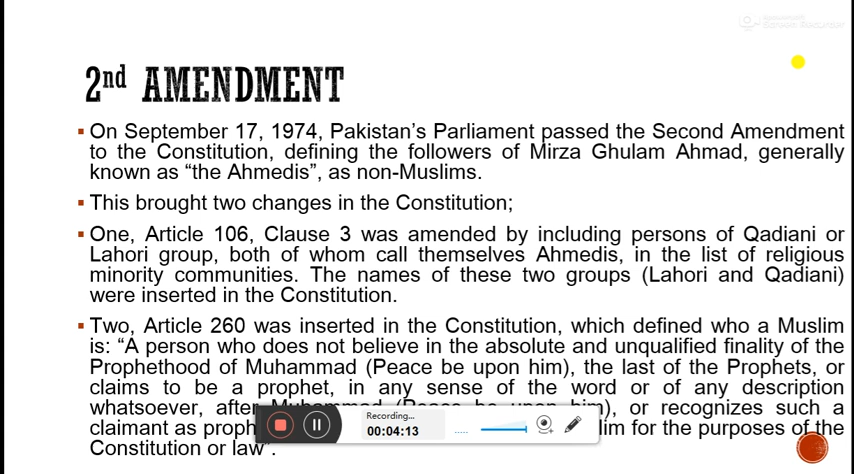 2nd AMENDMENT
▪ On September 17, 1974, Pakistan's Parliament passed the Second Amendment
to the Constitution, defining the followers of Mirza Ghulam Ahmad, generally
known as “the Ahmedis”, as non-Muslims.
▪ This brought two changes in the Constitution;
▪ One, Article 106, Clause 3 was amended by including persons of Qadiani or
Lahori group, both of whom call themselves Ahmedis, in the list of religious
minority communities. The names of these two groups (Lahori and Qadiani)
were inserted in the Constitution.
▪ Two, Article 260 was inserted in the Constitution, which defined who a Muslim
is: “A person who does not believe in the absolute and unqualified finality of the
Prophethood of Muhammad (Peace be upon him), the last of the Prophets, or
claims to be a prophet, in any sense of the word or of any description
whatsoever, after Muhammad (Peace be upon him), or recognizes such a
claimant as proph lim for the purposes of the
Constitution or law”.
Recording...
00:04:13